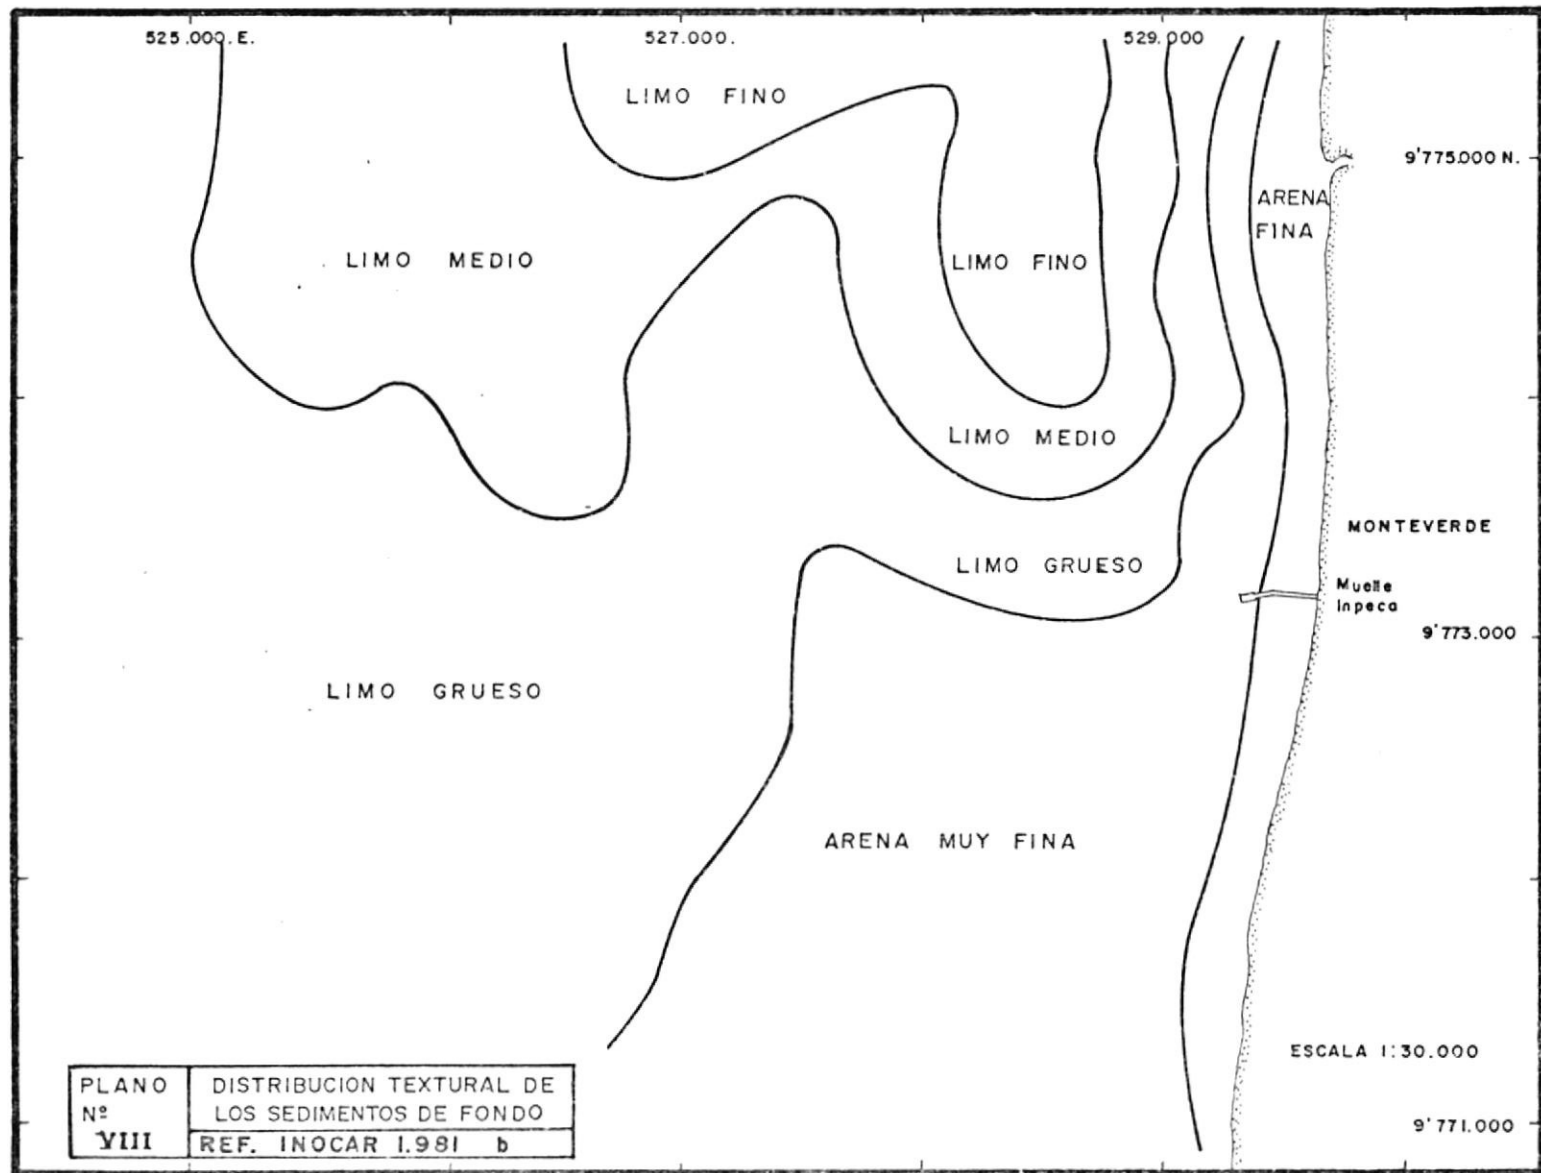 525.000.E.
527.000.
529.000
LIMO FINO
9'775.000 N.
ARENA
FINA
LIMO MEDIO
LIMO FINO
LIMO MEDIO
MONTEVERDE
LIMO GRUESO
Muelle
Inpeca
9'773.000
LIMO GRUESO
ARENA MUY FINA
ESCALA 1:30.000
PLANO
Nº
VIII
DISTRIBUCION TEXTURAL DE
LOS SEDIMENTOS DE FONDO
REF. INOCAR 1.981 b
9'771.000